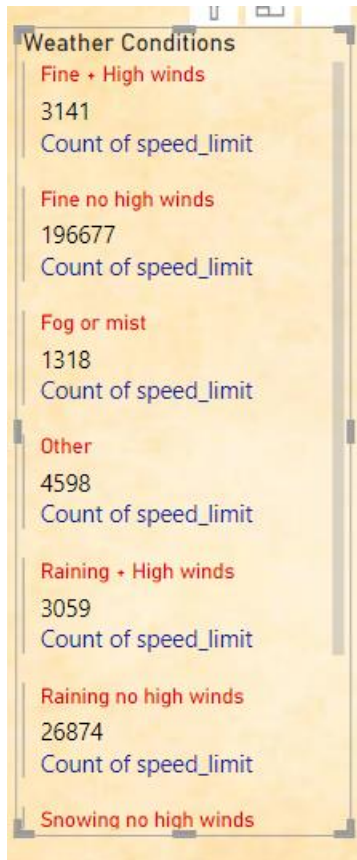 Weather Conditions
Fine + High winds
3141
Count of speed_limit
Fine no high winds
196677
Count of speed_limit
Fog or mist
1318
Count of speed_limit
Other
4598
Count of speed_limit
Raining + High winds
3059
Count of speed_limit
Raining no high winds
26874
Count of speed_limit
Snowing no high winds